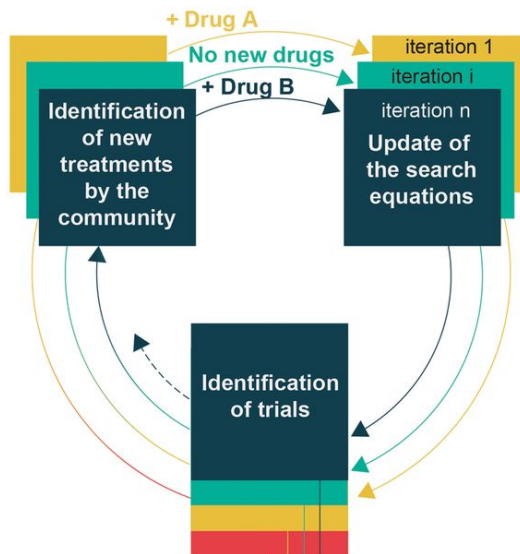 + Drug A
No new drugs
+ Drug B
iteration 1
iteration i
iteration n
Identification
of new
treatments
by the
community
Update of
the search
equations
Identification
of trials